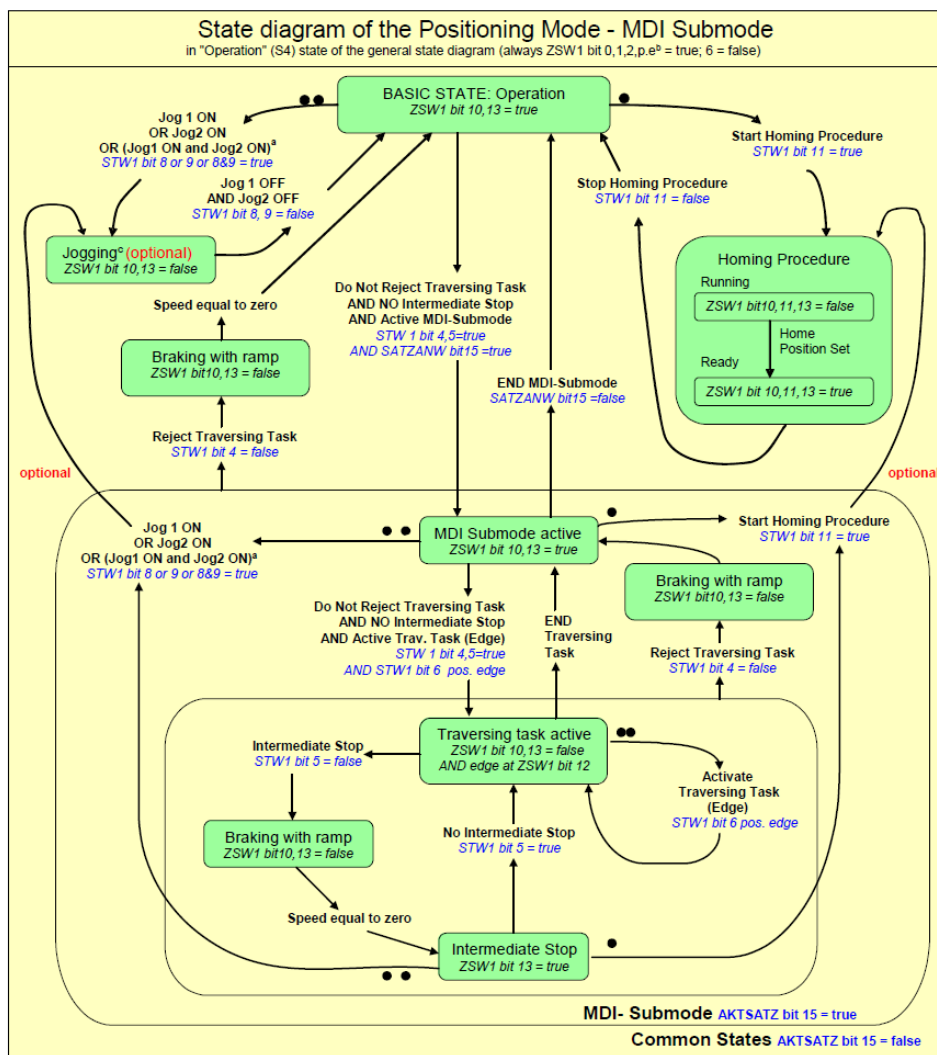 State diagram of the Positioning Mode - MDI Submode
in "Operation" (S4) state of the general state diagram (always ZSW1 bit 0,1,2,p.eᵇ = true; 6 = false)
BASIC STATE: Operation
ZSW1 bit 10,13 = true
Jog 1 ON
OR Jog2 ON
OR (Jog1 ON and Jog2 ON)ᵃ
STW1 bit 8 or 9 or 8&9 = true
Jog 1 OFF
AND Jog2 OFF
STW1 bit 8, 9 = false
Start Homing Procedure
STW1 bit 11 = true
Stop Homing Procedure
STW1 bit 11 = false
Joggingᶜ (optional)
ZSW1 bit 10,13 = false
Homing Procedure
Running
ZSW1 bit10,11,13 = false
Home
Position Set
Ready
ZSW1 bit 10,11,13 = true
Speed equal to zero
Do Not Reject Traversing Task
AND NO Intermediate Stop
AND Active MDI-Submode
STW 1 bit 4,5=true
AND SATZANW bit15 =true
Braking with ramp
ZSW1 bit10,13 = false
END MDI-Submode
SATZANW bit15 =false
Reject Traversing Task
STW1 bit 4 = false
optional
optional
Jog 1 ON
OR Jog2 ON
OR (Jog1 ON and Jog2 ON)ᵃ
STW1 bit 8 or 9 or 8&9 = true
MDI Submode active
ZSW1 bit 10,13 = true
Start Homing Procedure
STW1 bit 11 = true
Braking with ramp
ZSW1 bit10,13 = false
Do Not Reject Traversing Task
AND NO Intermediate Stop
AND Active Trav. Task (Edge)
STW 1 bit 4,5=true
AND STW1 bit 6 pos. edge
END
Traversing
Task
Reject Traversing Task
STW1 bit 4 = false
Intermediate Stop
STW1 bit 5 = false
Traversing task active
ZSW1 bit 10,13 = false
AND edge at ZSW1 bit 12
Activate
Traversing Task
(Edge)
STW1 bit 6 pos. edge
Braking with ramp
ZSW1 bit10,13 = false
No Intermediate Stop
STW1 bit 5 = true
Speed equal to zero
Intermediate Stop
ZSW1 bit 13 = true
MDI- Submode AKTSATZ bit 15 = true
Common States AKTSATZ bit 15 = false